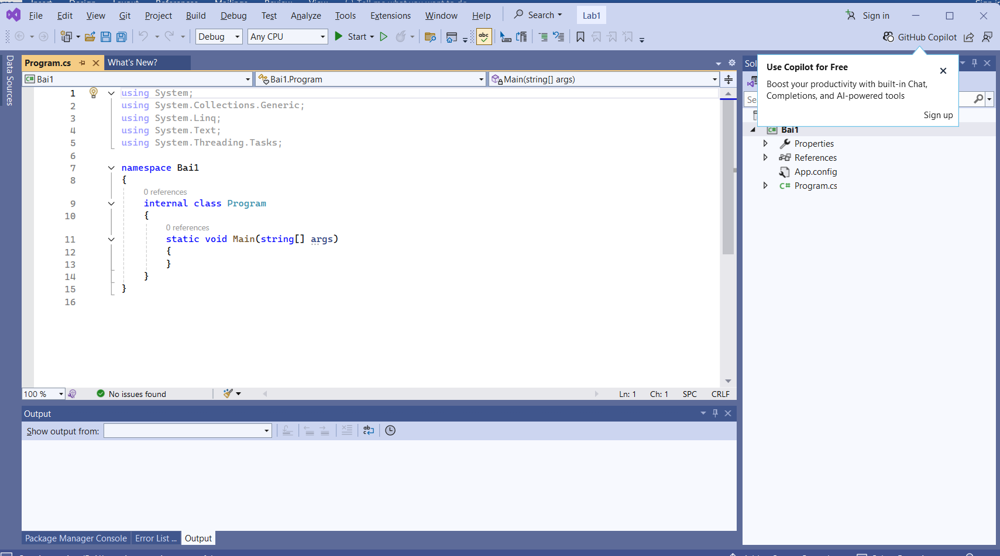 File Edit View Git Project Build Debug Test Analyze Tools Extensions Window Help Search Lab1 Sign in
Debug Any CPU Start GitHub Copilot
Data Sources
Program.cs What's New?
Bai1 Bai1.Program Main(string[] args)
1 using System;
2 using System.Collections.Generic;
3 using System.Linq;
4 using System.Text;
5 using System.Threading.Tasks;
6
7 namespace Bai1
8 {
0 references
9 internal class Program
10 {
0 references
11 static void Main(string[] args)
12 {
13 }
14 }
15 }
16
100 % No issues found Ln: 1 Ch: 1 SPC CRLF
Output
Show output from:
Package Manager Console Error List ... Output
Sol
Use Copilot for Free
Boost your productivity with built-in Chat,
Completions, and AI-powered tools
Sign up
Se
Bai1
Properties
References
App.config
C# Program.cs